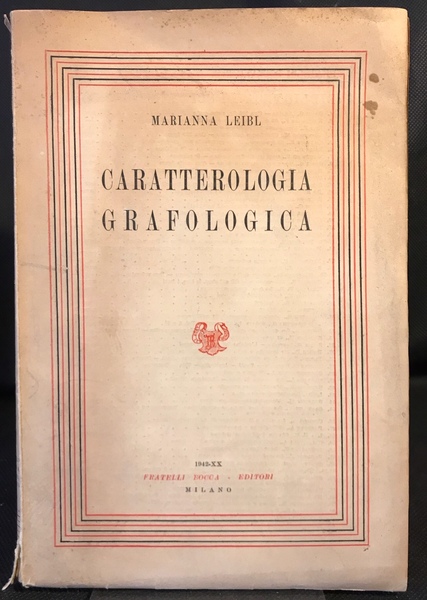 MARIANNA LEIBL
CARATTEROLOGIA
GRAFOLOGICA
1942-XX
FRATELLI BOCCA - EDITORI
MILANO